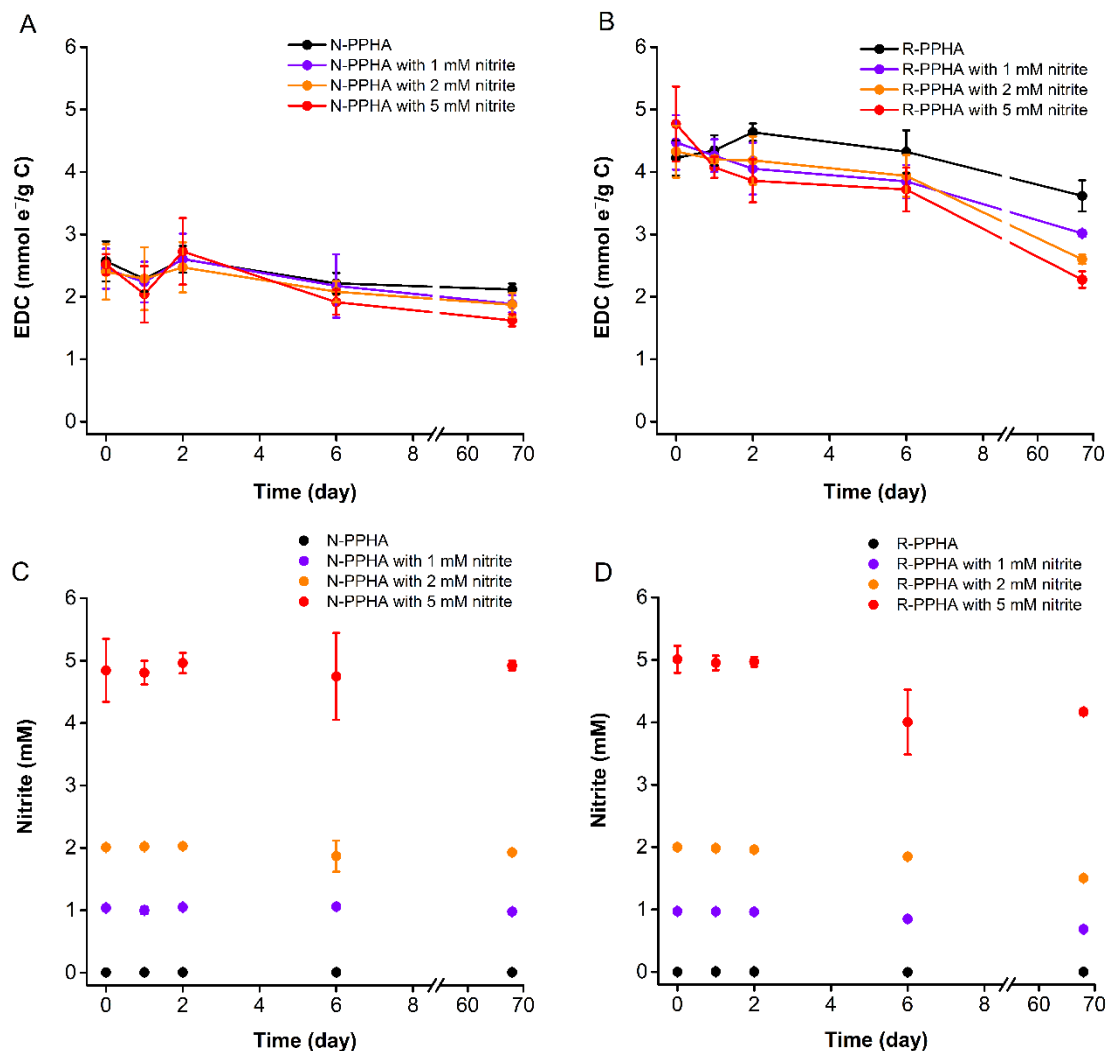 A
N-PPHA
N-PPHA with 1 mM nitrite
N-PPHA with 2 mM nitrite
N-PPHA with 5 mM nitrite
EDC (mmol e⁻/g C)
6
5
4
3
2
1
0
0 2 4 6 8 60 70
Time (day)
B
R-PPHA
R-PPHA with 1 mM nitrite
R-PPHA with 2 mM nitrite
R-PPHA with 5 mM nitrite
EDC (mmol e⁻/g C)
6
5
4
3
2
1
0
0 2 4 6 8 60 70
Time (day)
C
N-PPHA
N-PPHA with 1 mM nitrite
N-PPHA with 2 mM nitrite
N-PPHA with 5 mM nitrite
Nitrite (mM)
6
5
4
3
2
1
0
0 2 4 6 8 60 70
Time (day)
D
R-PPHA
R-PPHA with 1 mM nitrite
R-PPHA with 2 mM nitrite
R-PPHA with 5 mM nitrite
Nitrite (mM)
6
5
4
3
2
1
0
0 2 4 6 8 60 70
Time (day)